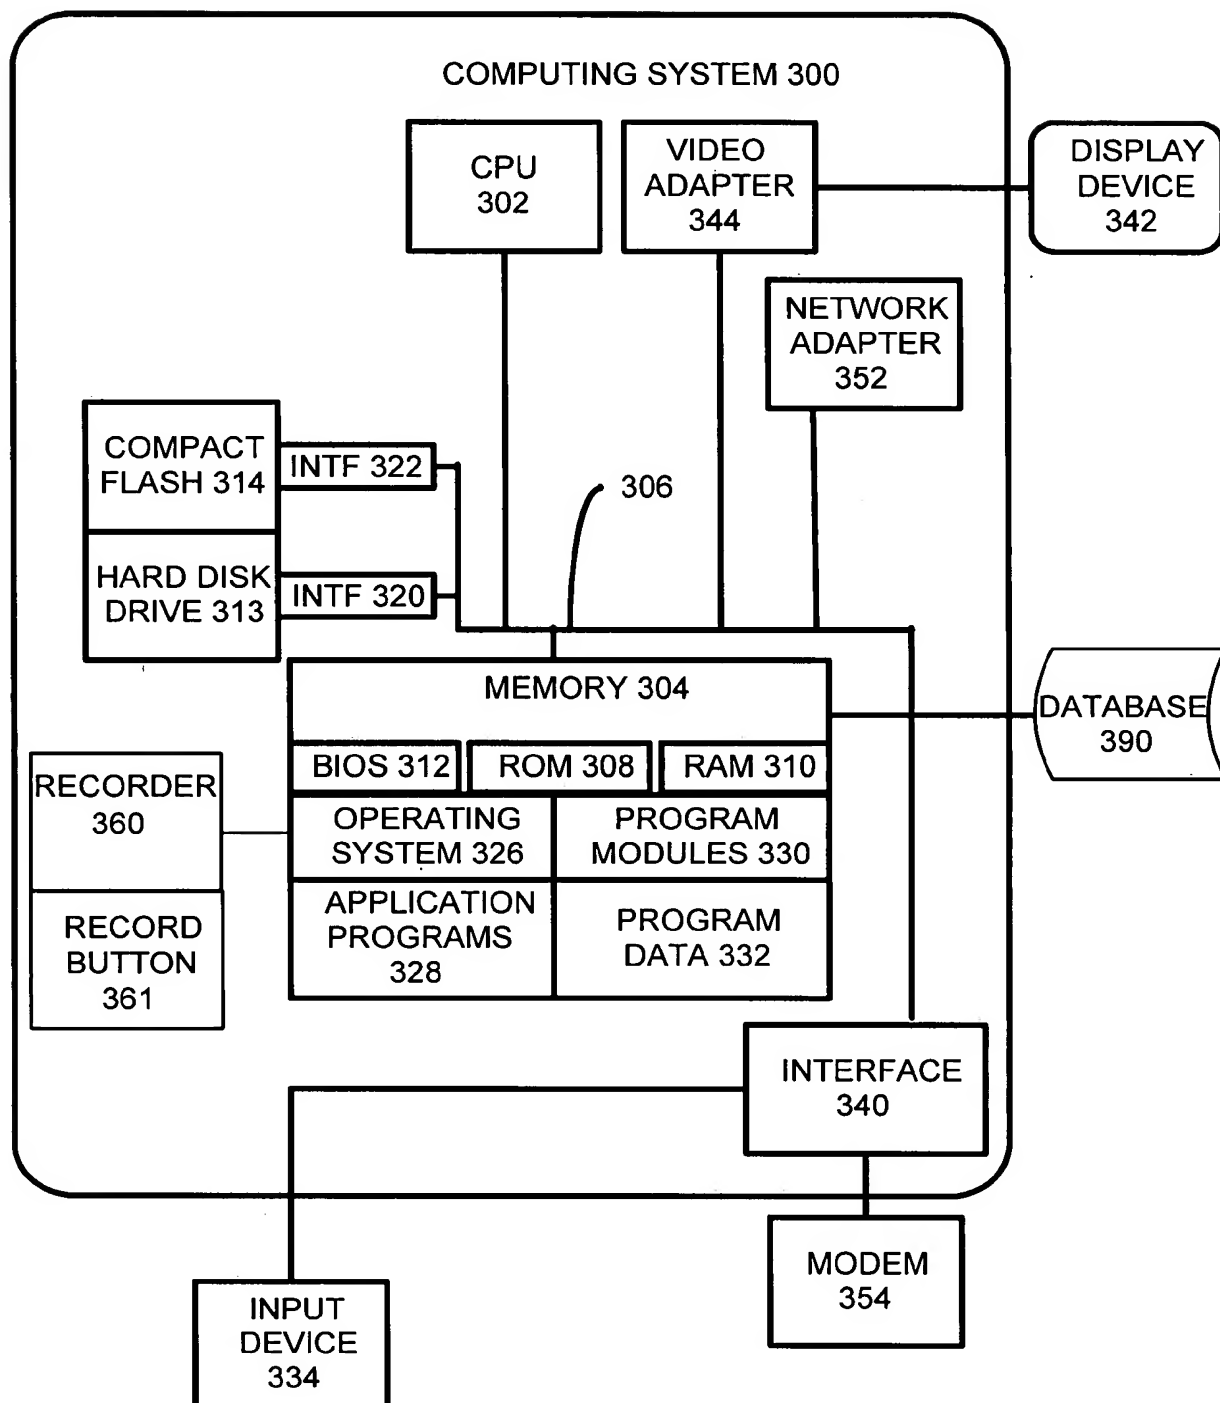 COMPUTING SYSTEM 300
CPU
302
VIDEO
ADAPTER
344
DISPLAY
DEVICE
342
NETWORK
ADAPTER
352
COMPACT
FLASH 314
INTF 322
306
HARD DISK
DRIVE 313
INTF 320
MEMORY 304
DATABASE
390
BIOS 312
ROM 308
RAM 310
RECORDER
360
OPERATING
SYSTEM 326
PROGRAM
MODULES 330
RECORD
BUTTON
361
APPLICATION
PROGRAMS
328
PROGRAM
DATA 332
INTERFACE
340
MODEM
354
INPUT
DEVICE
334